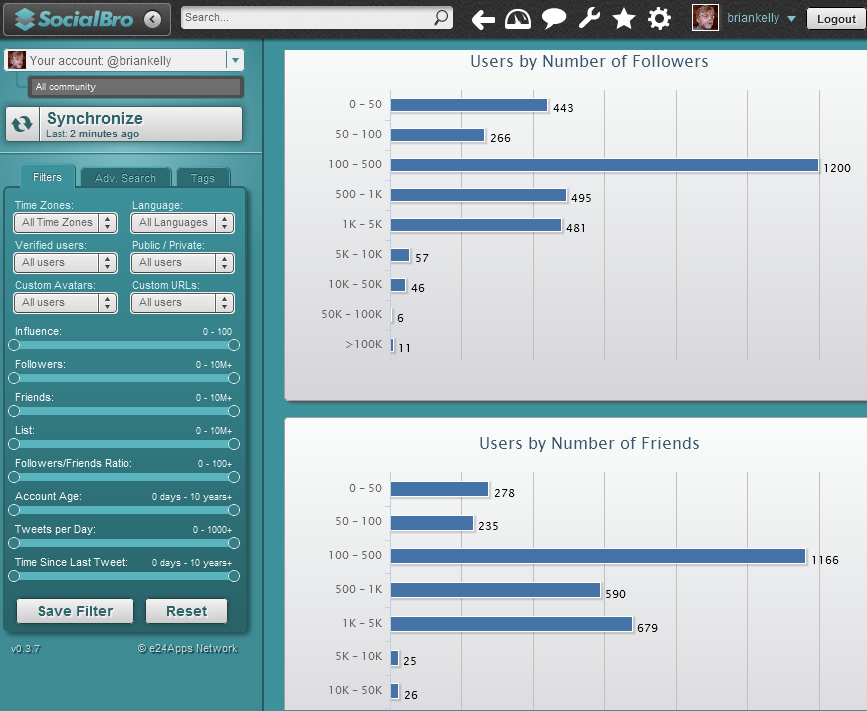 SocialBro
Search...
briankelly
Logout
Your account: @briankelly
All community
Synchronize
Last: 2 minutes ago
Filters
Adv. Search
Tags
Time Zones:
Language:
All Time Zones
All Languages
Verified users:
Public / Private:
All users
All users
Custom Avatars:
Custom URLs:
All users
All users
Influence:
0 - 100
Followers:
0 - 10M+
Friends:
0 - 10M+
List:
0 - 10M+
Followers/Friends Ratio:
0 - 100+
Account Age:
0 days - 10 years+
Tweets per Day:
0 - 1000+
Time Since Last Tweet:
0 days - 10 years+
Save Filter
Reset
v0.3.7
© e24Apps Network
Users by Number of Followers
0 – 50 443
50 – 100 266
100 – 500 1200
500 – 1K 495
1K – 5K 481
5K – 10K 57
10K – 50K 46
50K – 100K 6
>100K 11
Users by Number of Friends
0 – 50 278
50 – 100 235
100 – 500 1166
500 – 1K 590
1K – 5K 679
5K – 10K 25
10K – 50K 26